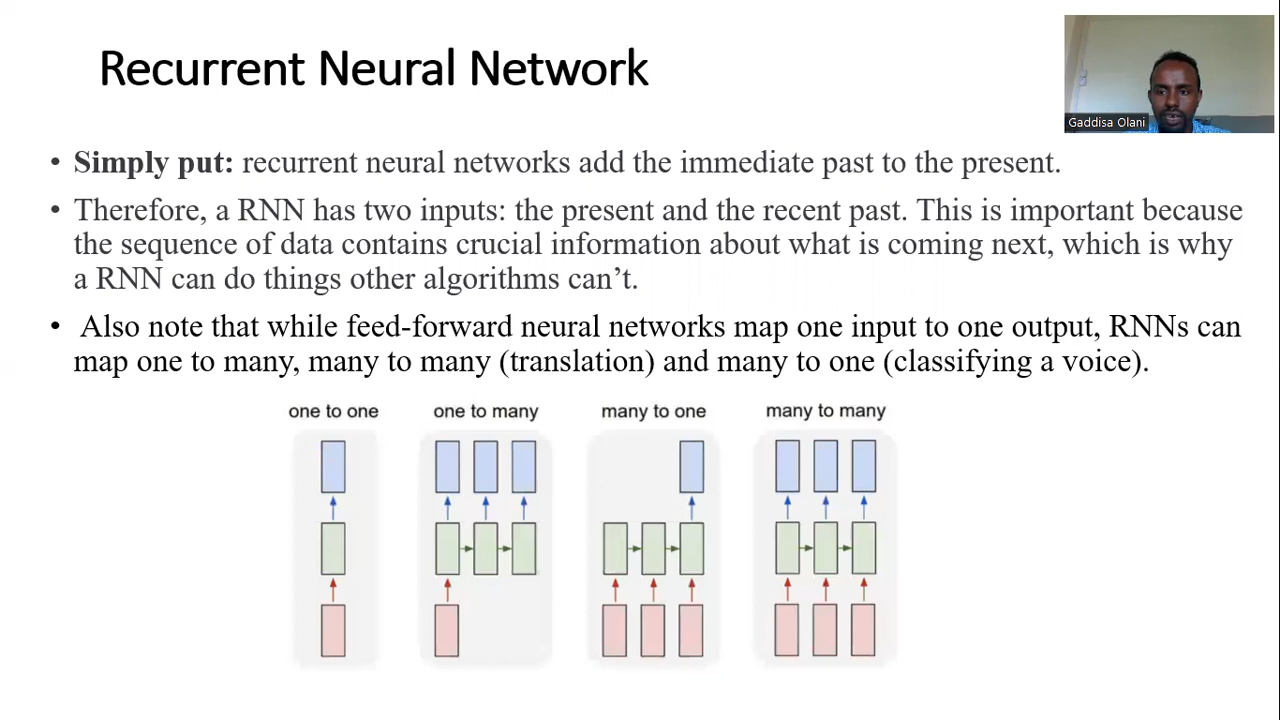 Recurrent Neural Network
Gaddisa Olani
• Simply put: recurrent neural networks add the immediate past to the present.
• Therefore, a RNN has two inputs: the present and the recent past. This is important because
the sequence of data contains crucial information about what is coming next, which is why
a RNN can do things other algorithms can’t.
• Also note that while feed-forward neural networks map one input to one output, RNNs can
map one to many, many to many (translation) and many to one (classifying a voice).
one to one one to many many to one many to many